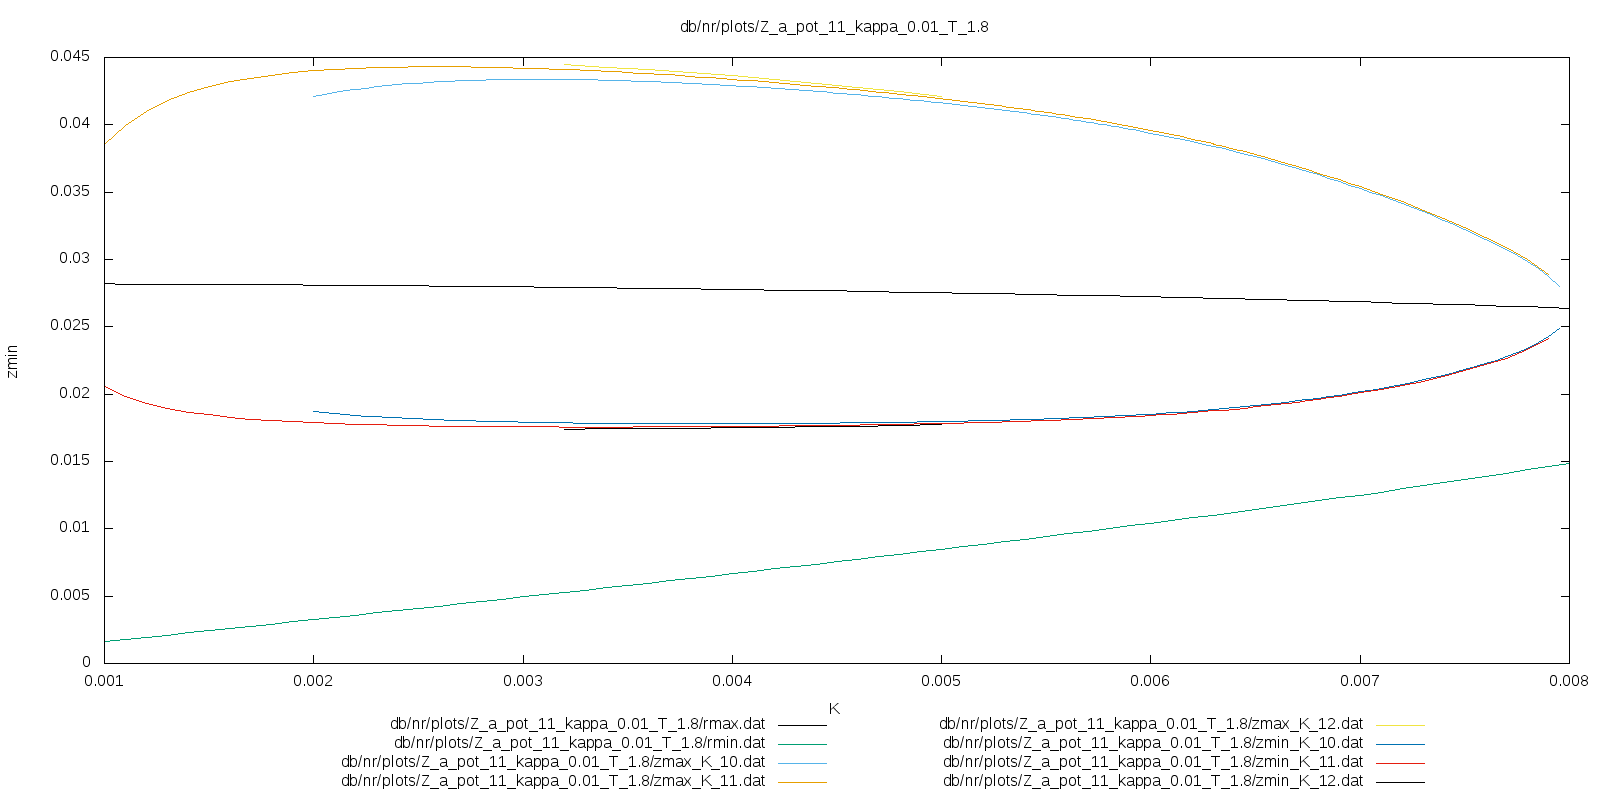 db/nr/plots/Z_a_pot_11_kappa_0.01_T_1.8
0.045
0.04
0.035
0.03
0.025
0.02
0.015
0.01
0.005
0
zmin
0.001 0.002 0.003 0.004 0.005 0.006 0.007 0.008
K
db/nr/plots/Z_a_pot_11_kappa_0.01_T_1.8/rmax.dat
db/nr/plots/Z_a_pot_11_kappa_0.01_T_1.8/rmin.dat
db/nr/plots/Z_a_pot_11_kappa_0.01_T_1.8/zmax_K_10.dat
db/nr/plots/Z_a_pot_11_kappa_0.01_T_1.8/zmax_K_11.dat
db/nr/plots/Z_a_pot_11_kappa_0.01_T_1.8/zmax_K_12.dat
db/nr/plots/Z_a_pot_11_kappa_0.01_T_1.8/zmin_K_10.dat
db/nr/plots/Z_a_pot_11_kappa_0.01_T_1.8/zmin_K_11.dat
db/nr/plots/Z_a_pot_11_kappa_0.01_T_1.8/zmin_K_12.dat